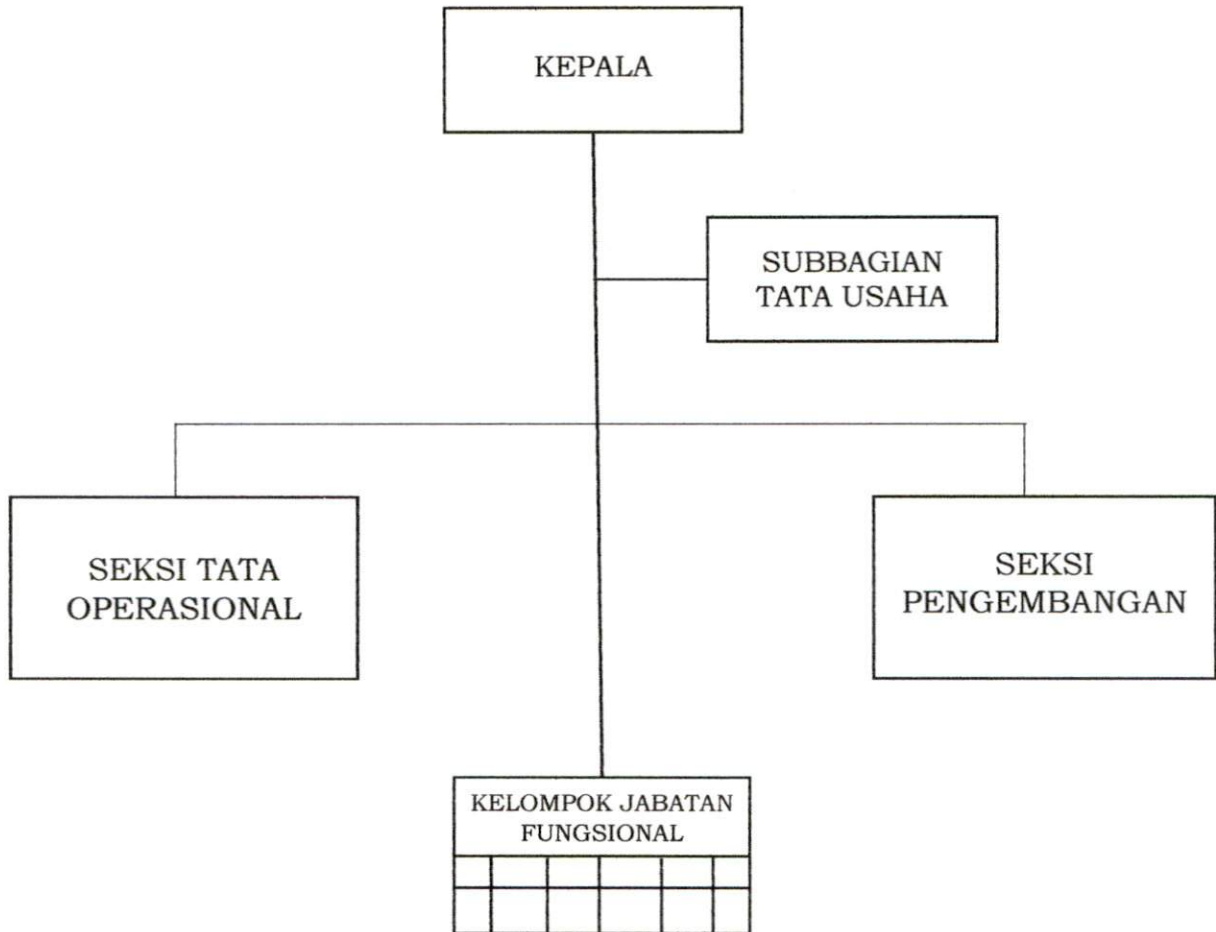 KEPALA
SUBBAGIAN
TATA USAHA
SEKSI TATA
OPERASIONAL
SEKSI
PENGEMBANGAN
KELOMPOK JABATAN
FUNGSIONAL